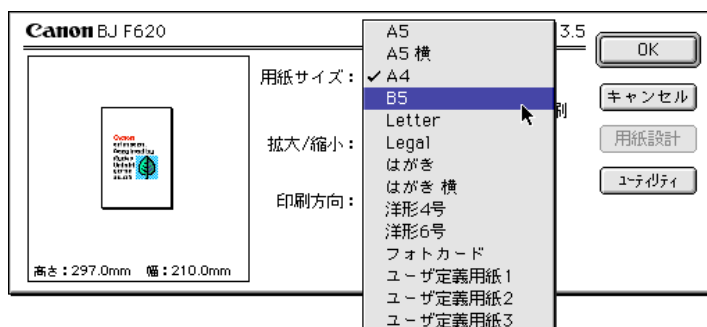 Canon BJ F620
3.5
用紙サイズ：
拡大/縮小：
印刷方向：
A5
A5 横
✓A4
B5
Letter
Legal
はがき
はがき 横
洋形4号
洋形6号
フォトカード
ユーザ定義用紙1
ユーザ定義用紙2
ユーザ定義用紙3
刷
OK
キャンセル
用紙設計
ユーティリティ
Canon
高さ：297.0mm 幅：210.0mm